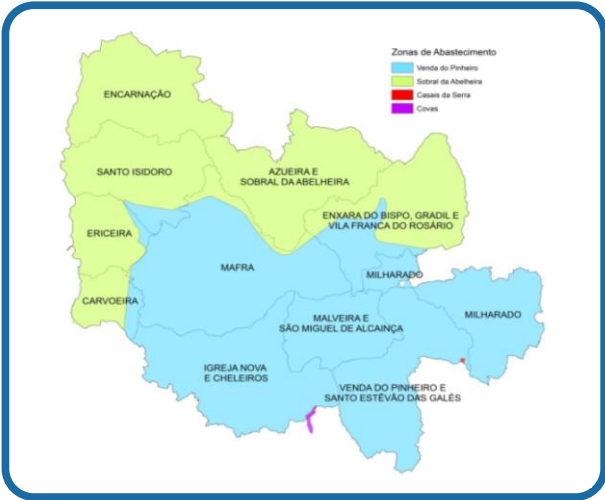 Zonas de Abastecimento
Venda do Pinheiro
Sobral da Abelheira
Casais da Serra
Covas
ENCARNAÇÃO
SANTO ISIDORO
AZUEIRA E
SOBRAL DA ABELHEIRA
ENXARA DO BISPO, GRADIL E
VILA FRANCA DO ROSÁRIO
ERICEIRA
MAFRA
MILHARADO
CARVOEIRA
MALVEIRA E
SÃO MIGUEL DE ALCAINÇA
MILHARADO
IGREJA NOVA
E CHELEIROS
VENDA DO PINHEIRO E
SANTO ESTÊVÃO DAS GALÉS